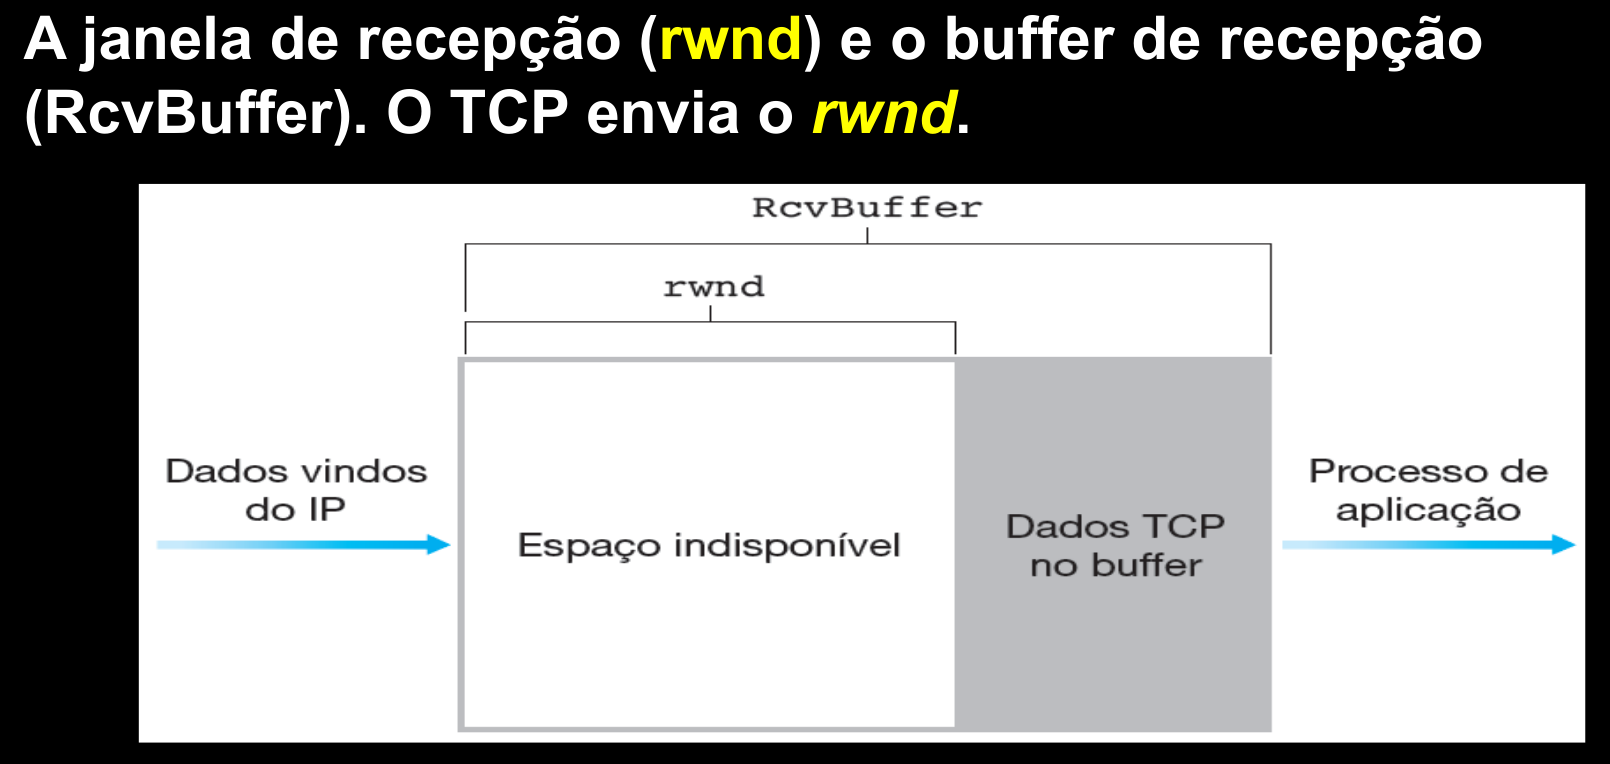 A janela de recepção (rwnd) e o buffer de recepção
(RcvBuffer). O TCP envia o rwnd.
RcvBuffer
rwnd
Dados vindos
do IP
Espaço indisponível
Dados TCP
no buffer
Processo de
aplicação